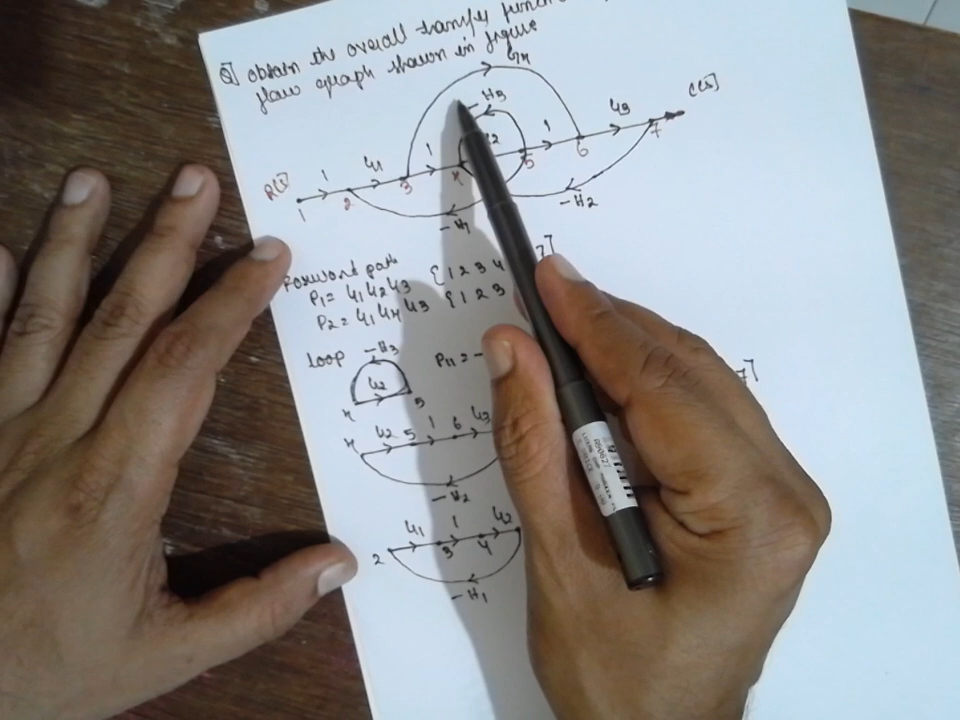 Q] obtain the overall transfer
flow graph shown in figure
G4
-H3
1 G1 1 2 1 G3 C(s)
R(s)
1 2 3 4 5 6 7
-H1 -H2
Forward path
P1 = G1G2G3 {1 2 3 4 7]
P2 = G1G4G3 {1 2 3
Loop -H3 P11 = -
G2
4 5
7]
4 G2 5 1 6 G3
-H2
2 G1 3 1 4 G2
-H1